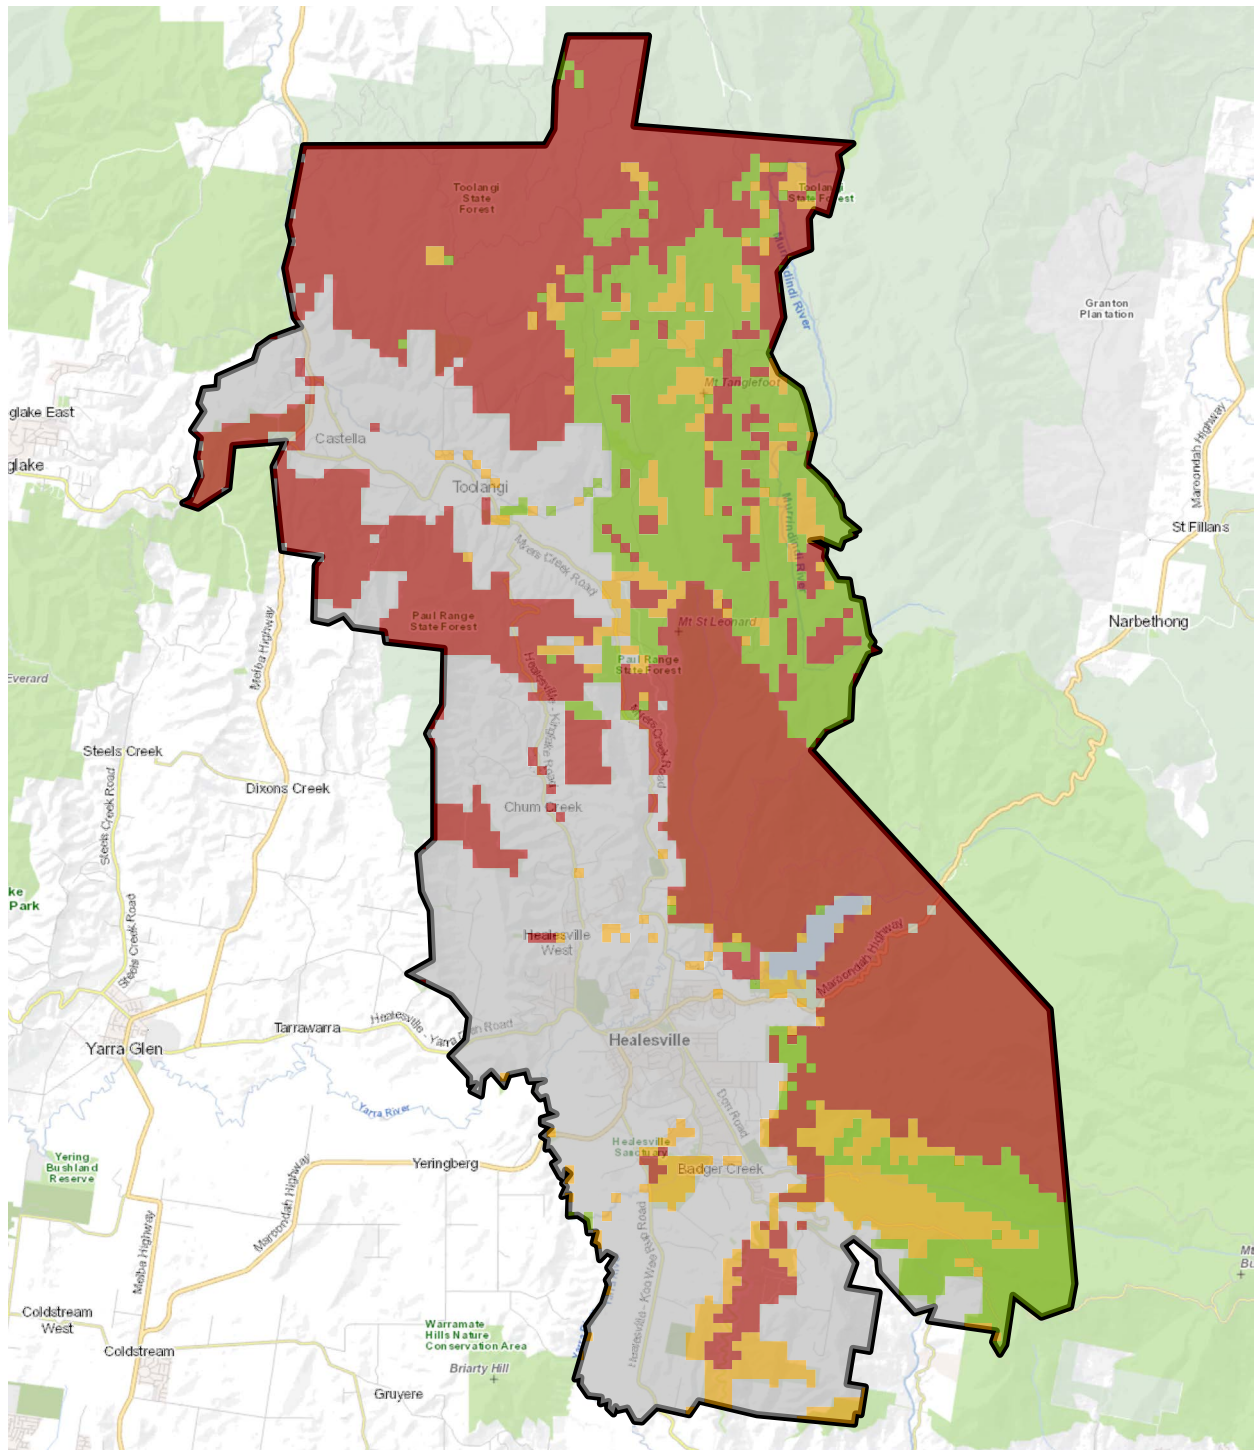 Toolangi
State
Forest
Toolangi
State Forest
Murrindindi River
Granton
Plantation
Mt Tanglefoot
glake East
glake
Castella
Toolangi
Maroondah Highway
St Fillans
Murrindindi River
Myers Creek Road
Melba Highway
Paul Range
State Forest
Mt St Leonard
Narbethong
Paul Range
State Forest
Everard
Healesville - Kinglake Road
Myers Creek Road
Steels Creek
Steels Creek Road
Dixons Creek
Chum Creek
ke
Park
Steels Creek Road
Healesville
West
Maroondah Highway
Tarrawarra
Healesville - Yarra Glen Road
Yarra Glen
Healesville
Yarra River
Don Road
Healesville
Sanctuary
Yering
Bushland
Reserve
Yeringberg
Badger Creek
Maroondah Highway
Melba Highway
Healesville - Koo Wee Rup Road
Mt
Bu
Coldstream
West
Coldstream
Warramate
Hills Nature
Conservation Area
Briarty Hill
Gruyere